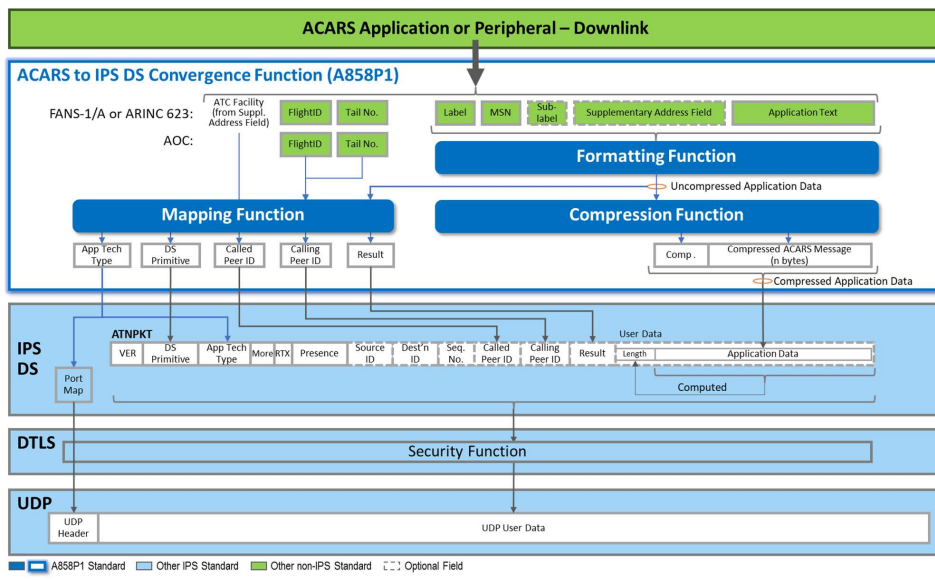 ACARS Application or Peripheral – Downlink
ACARS to IPS DS Convergence Function (A858P1)
FANS-1/A or ARINC 623:
ATC Facility
(from Suppl.
Address Field)
FlightID
Tail No.
Label
MSN
Sub-
label
Supplementary Address Field
Application Text
AOC:
FlightID
Tail No.
Formatting Function
Uncompressed Application Data
Mapping Function
Compression Function
App Tech
Type
DS
Primitive
Called
Peer ID
Calling
Peer ID
Result
Comp .
Compressed ACARS Message
(n bytes)
Compressed Application Data
IPS
DS
ATNPKT
User Data
VER
DS
Primitive
App Tech
Type
More
RTX
Presence
Source
ID
Dest'n
ID
Seq.
No.
Called
Peer ID
Calling
Peer ID
Result
Length
Application Data
Port
Map
Computed
DTLS
Security Function
UDP
UDP
Header
UDP User Data
A858P1 Standard
Other IPS Standard
Other non-IPS Standard
Optional Field